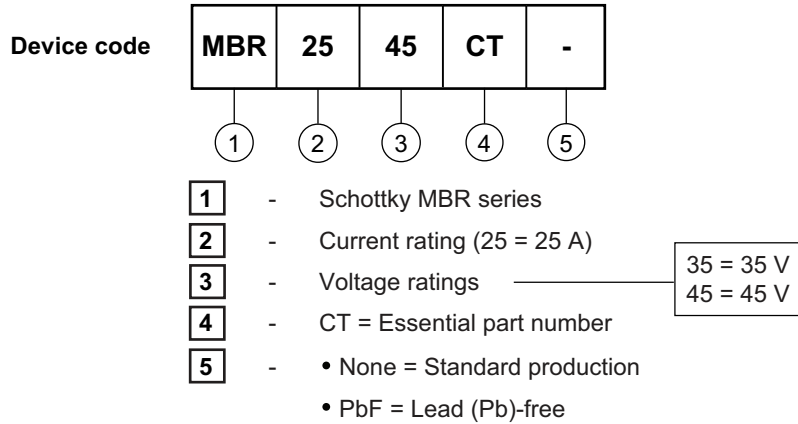 Device code MBR 25 45 CT -
1 2 3 4 5
1 - Schottky MBR series
2 - Current rating (25 = 25 A)
3 - Voltage ratings 35 = 35 V
45 = 45 V
4 - CT = Essential part number
5 - • None = Standard production
• PbF = Lead (Pb)-free